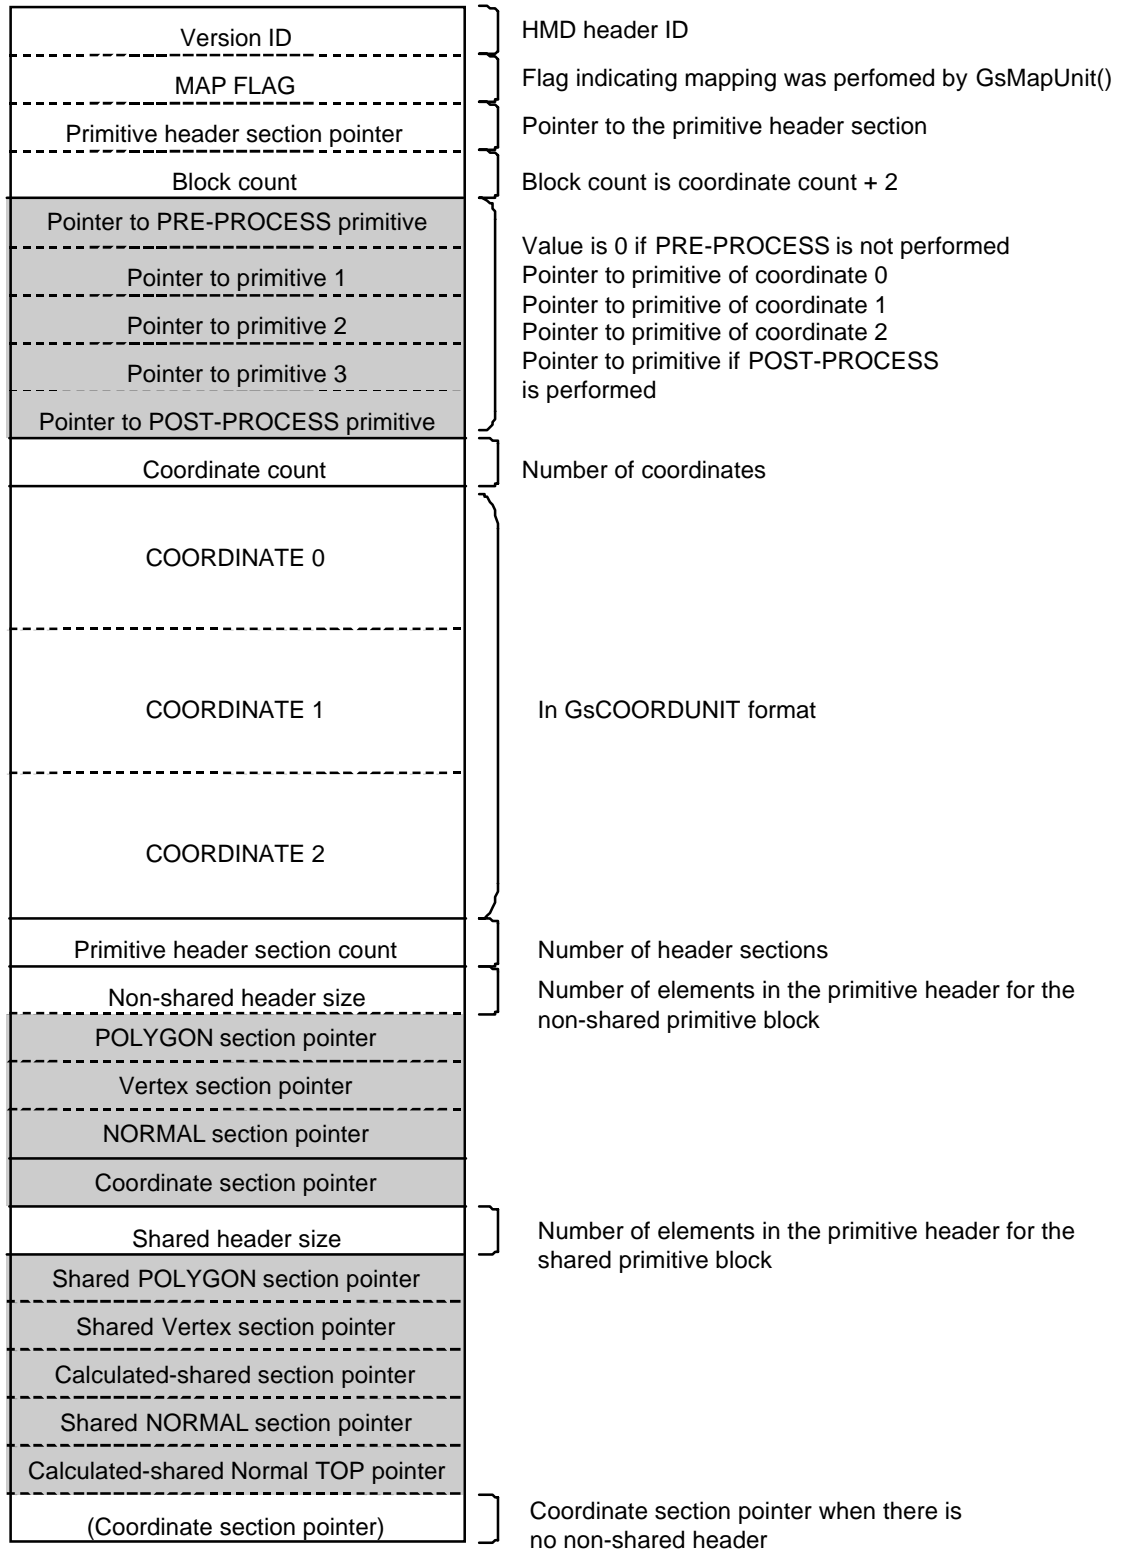 Version ID
HMD header ID
MAP FLAG
Flag indicating mapping was perfomed by GsMapUnit()
Primitive header section pointer
Pointer to the primitive header section
Block count
Block count is coordinate count + 2
Pointer to PRE-PROCESS primitive
Pointer to primitive 1
Pointer to primitive 2
Pointer to primitive 3
Pointer to POST-PROCESS primitive
Value is 0 if PRE-PROCESS is not performed
Pointer to primitive of coordinate 0
Pointer to primitive of coordinate 1
Pointer to primitive of coordinate 2
Pointer to primitive if POST-PROCESS
is performed
Coordinate count
Number of coordinates
COORDINATE 0
COORDINATE 1
COORDINATE 2
In GsCOORDUNIT format
Primitive header section count
Number of header sections
Non-shared header size
Number of elements in the primitive header for the
non-shared primitive block
POLYGON section pointer
Vertex section pointer
NORMAL section pointer
Coordinate section pointer
Shared header size
Number of elements in the primitive header for the
shared primitive block
Shared POLYGON section pointer
Shared Vertex section pointer
Calculated-shared section pointer
Shared NORMAL section pointer
Calculated-shared Normal TOP pointer
(Coordinate section pointer)
Coordinate section pointer when there is
no non-shared header